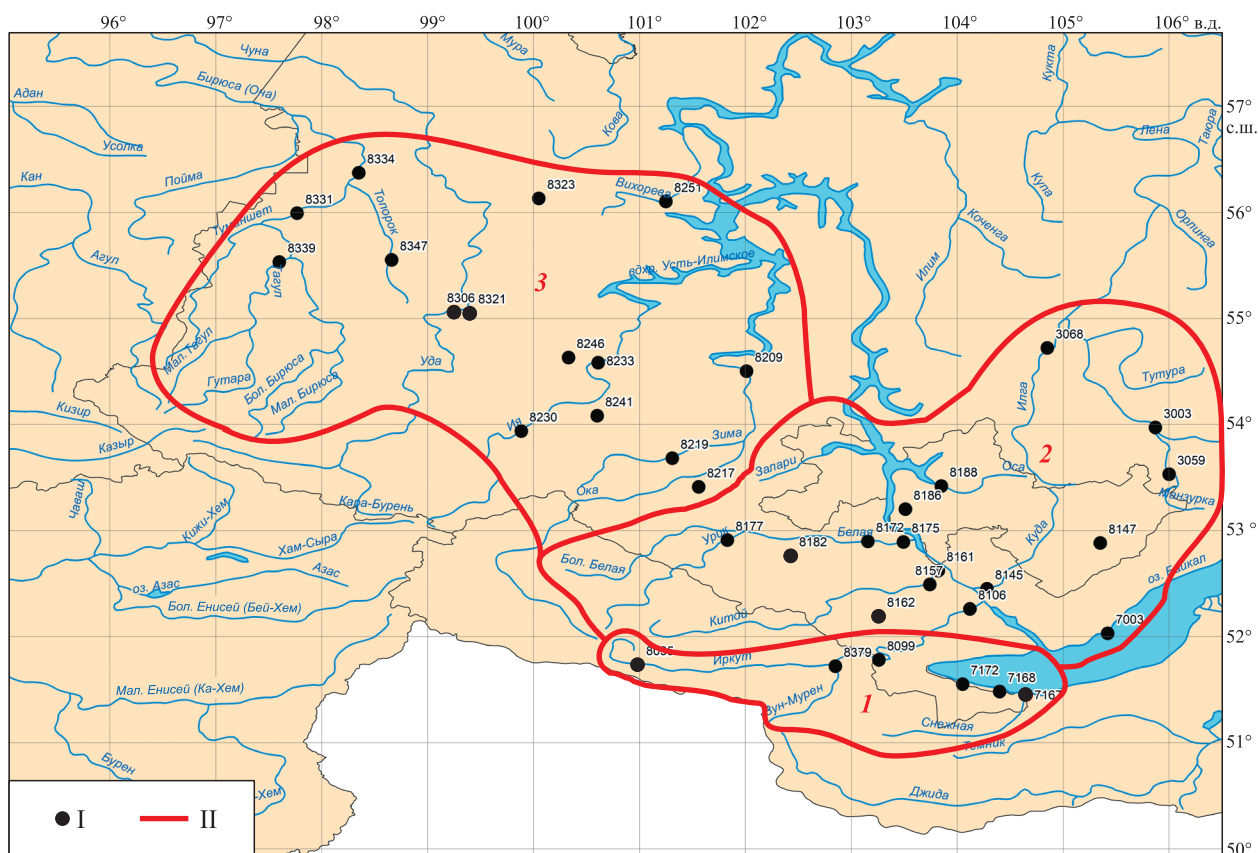 96° 97° 98° 99° 100° 101° 102° 103° 104° 105° 106° в.д.
Чуна
Мура
Кукта
Бирюса (Она)
Адан
57°
с.ш.
Кова
Лена
Таюра
Усолка
8334
Кан
Пойма
8323
Вихорева
8251
Купа
8331
Топорок
56°
Туманшет
Коченга
Орлинга
8339
8347
Агул
вдхр. Усть-Илимское
Илим
3
8306
8321
55°
3068
Мал. Тагул
8246
8233
8209
Уда
Гутара
Бол. Бирюса
Мал. Бирюса
Тутура
Илга
Кизир
8241
3003
54°
8230
Ия
Казыр
Зима
8219
2
3059
Запари
Оса
8188
8217
Чаваш
Ока
8186
Манзурка
Кара-Бурень
Кижи-Хем
53 °
8177
Урик
Белая
8172
8175
Куда
8147
Хам-Сыра
8182
Бол. Белая
8161
оз. Байкал
Азас
8157
8145
оз. Азас
8106
Бол. Енисей (Бей-Хем)
8162
Китой
7003
52°
8099
8379
Иркут
7172
7168
Мал. Енисей (Ка-Хем)
7167
Зун-Мурен
1
Снежная
Темник
51°
Бурен
Джида
-Хем
I
II
50°